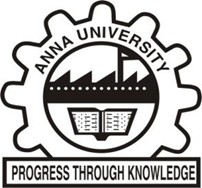 ANNA UNIVERSITY
PROGRESS THROUGH KNOWLEDGE